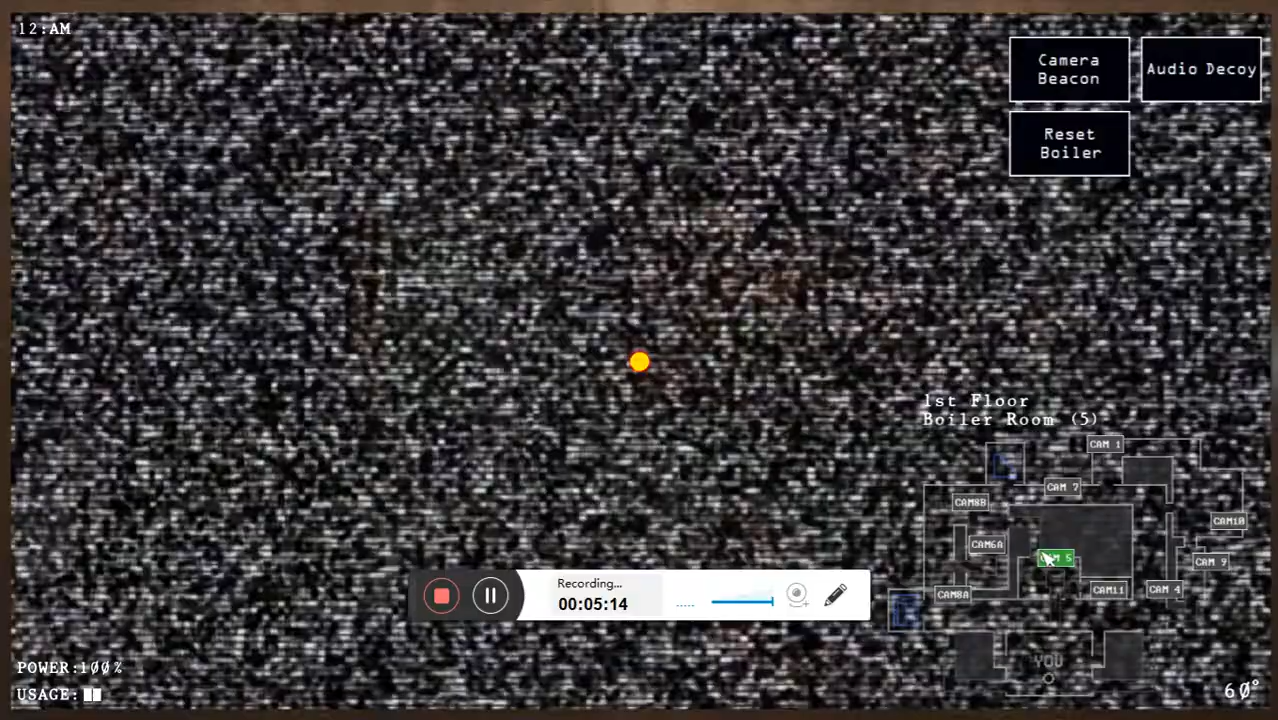 12:AM
Camera
Beacon
Audio Decoy
Reset
Boiler
1st Floor
Boiler Room (5)
CAM 1
CAM 7
CAM8B
CAM10
CAM6A
CAM 5
CAM 9
CAM8A
CAM11
CAM 4
Recording...
00:05:14
YOU
POWER:100%
USAGE:
60°